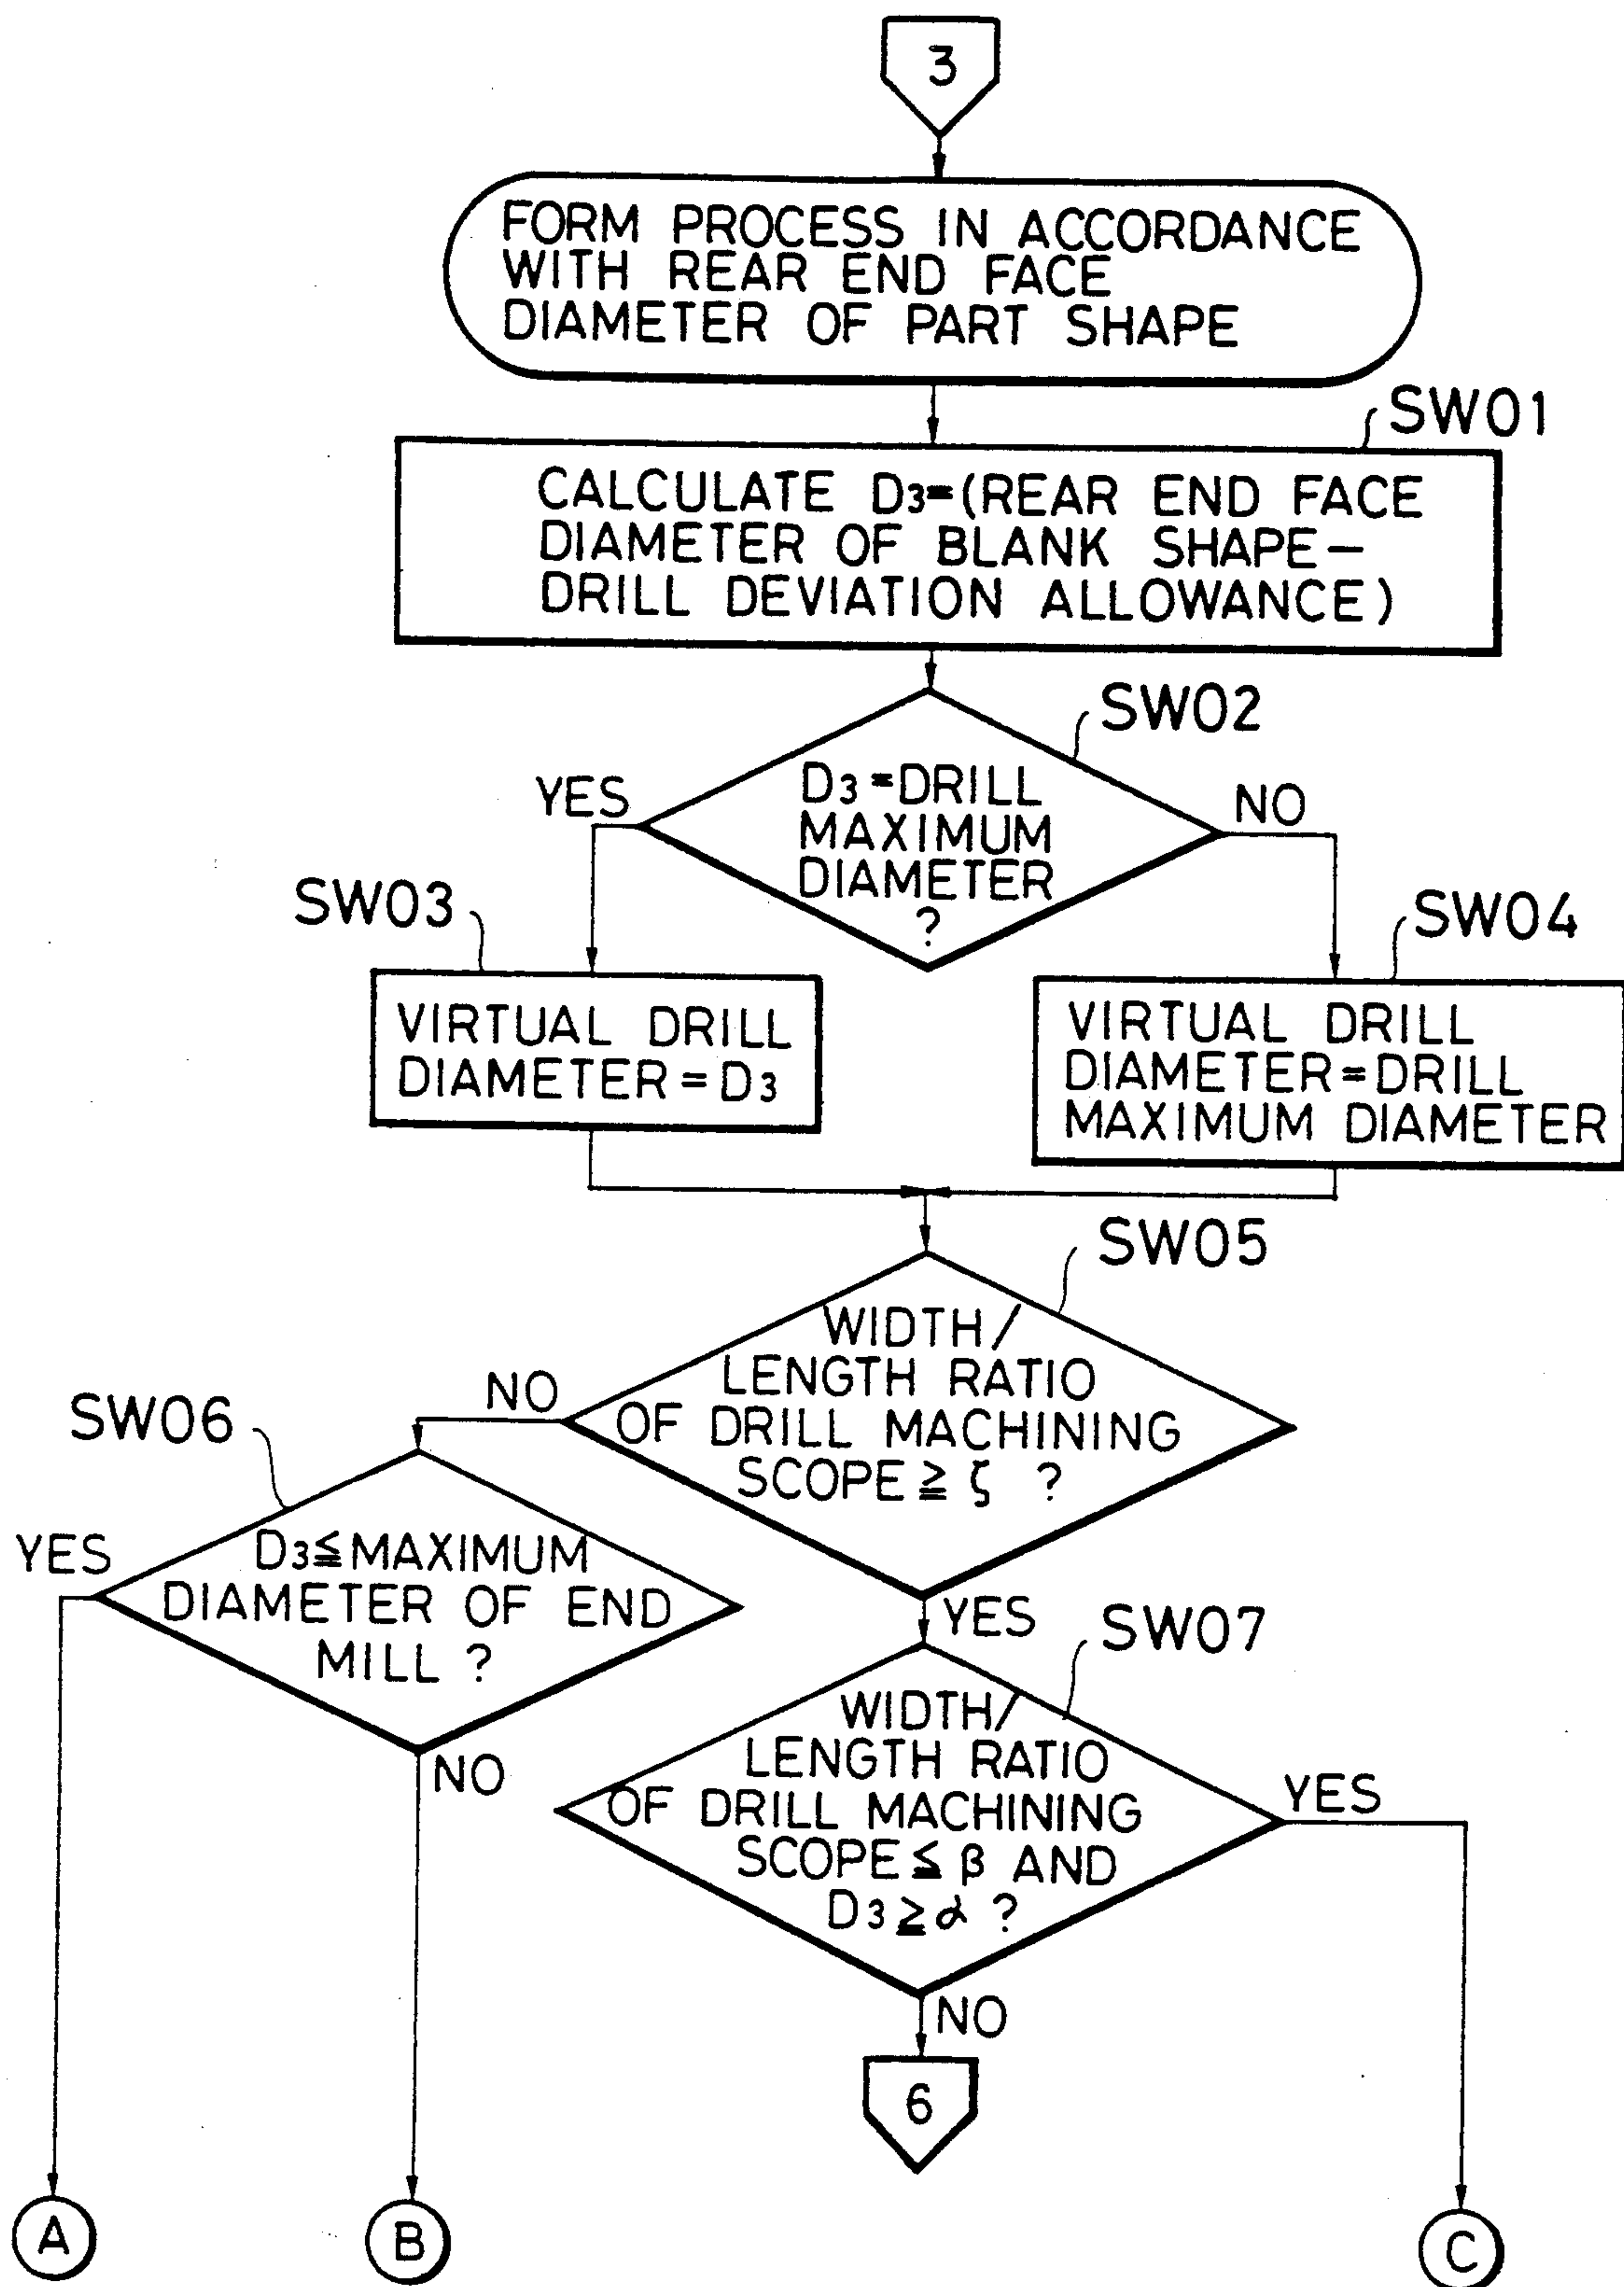 3
FORM PROCESS IN ACCORDANCE
WITH REAR END FACE
DIAMETER OF PART SHAPE
SW01
CALCULATE D3=(REAR END FACE
DIAMETER OF BLANK SHAPE–
DRILL DEVIATION ALLOWANCE)
SW02
D3=DRILL
MAXIMUM
DIAMETER
?
YES
NO
SW03
VIRTUAL DRILL
DIAMETER=D3
SW04
VIRTUAL DRILL
DIAMETER=DRILL
MAXIMUM DIAMETER
SW05
WIDTH/
LENGTH RATIO
OF DRILL MACHINING
SCOPE≧ζ ?
NO
YES
SW06
D3≦MAXIMUM
DIAMETER OF END
MILL ?
YES
NO
SW07
WIDTH/
LENGTH RATIO
OF DRILL MACHINING
SCOPE≦β AND
D3≧α ?
YES
NO
6
A
B
C